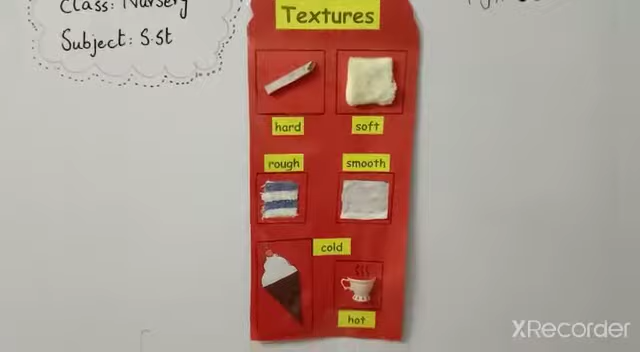 Class: Nursery
Subject: S.St
Textures
hard
soft
rough
smooth
cold
hot
XRecorder